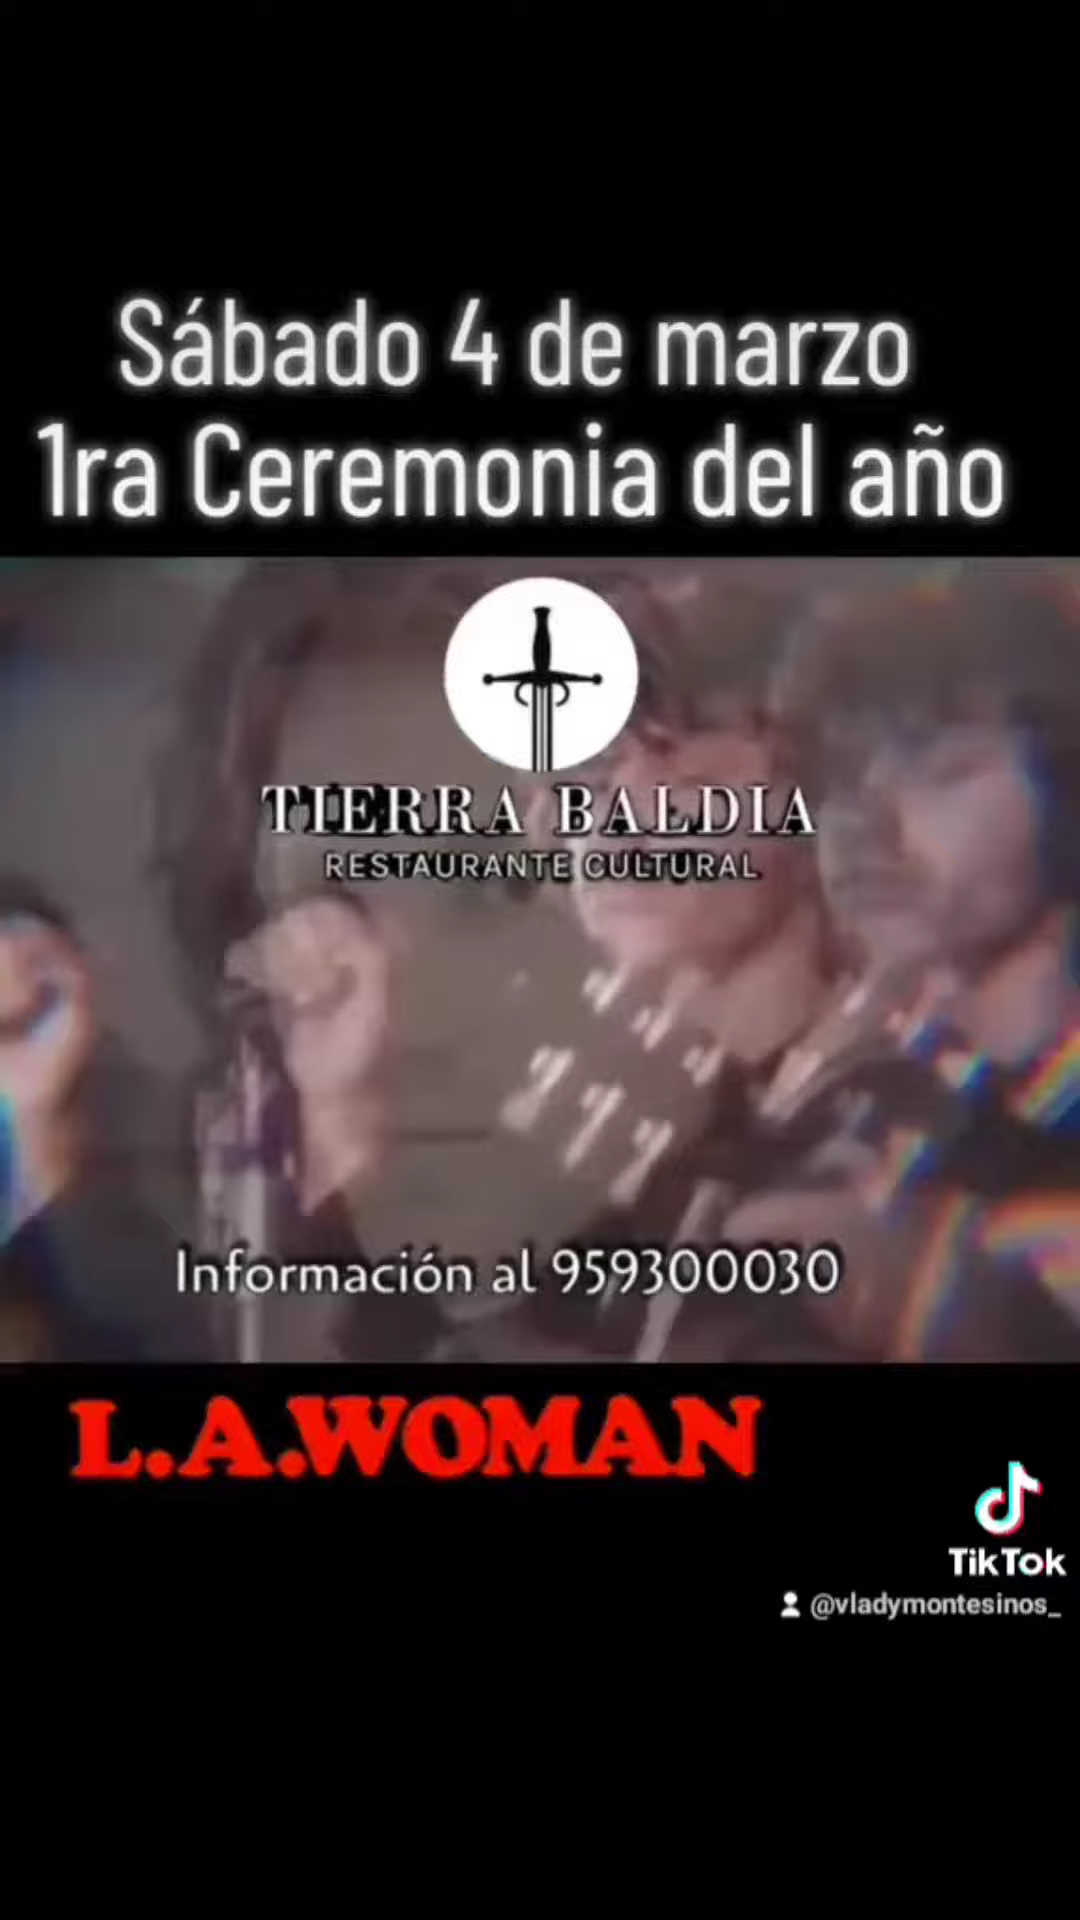 Sábado 4 de marzo
1ra Ceremonia del año
TIERRA BALDIA
RESTAURANTE CULTURAL
Información al 959300030
L.A.WOMAN
TikTok
@vladymontesinos_